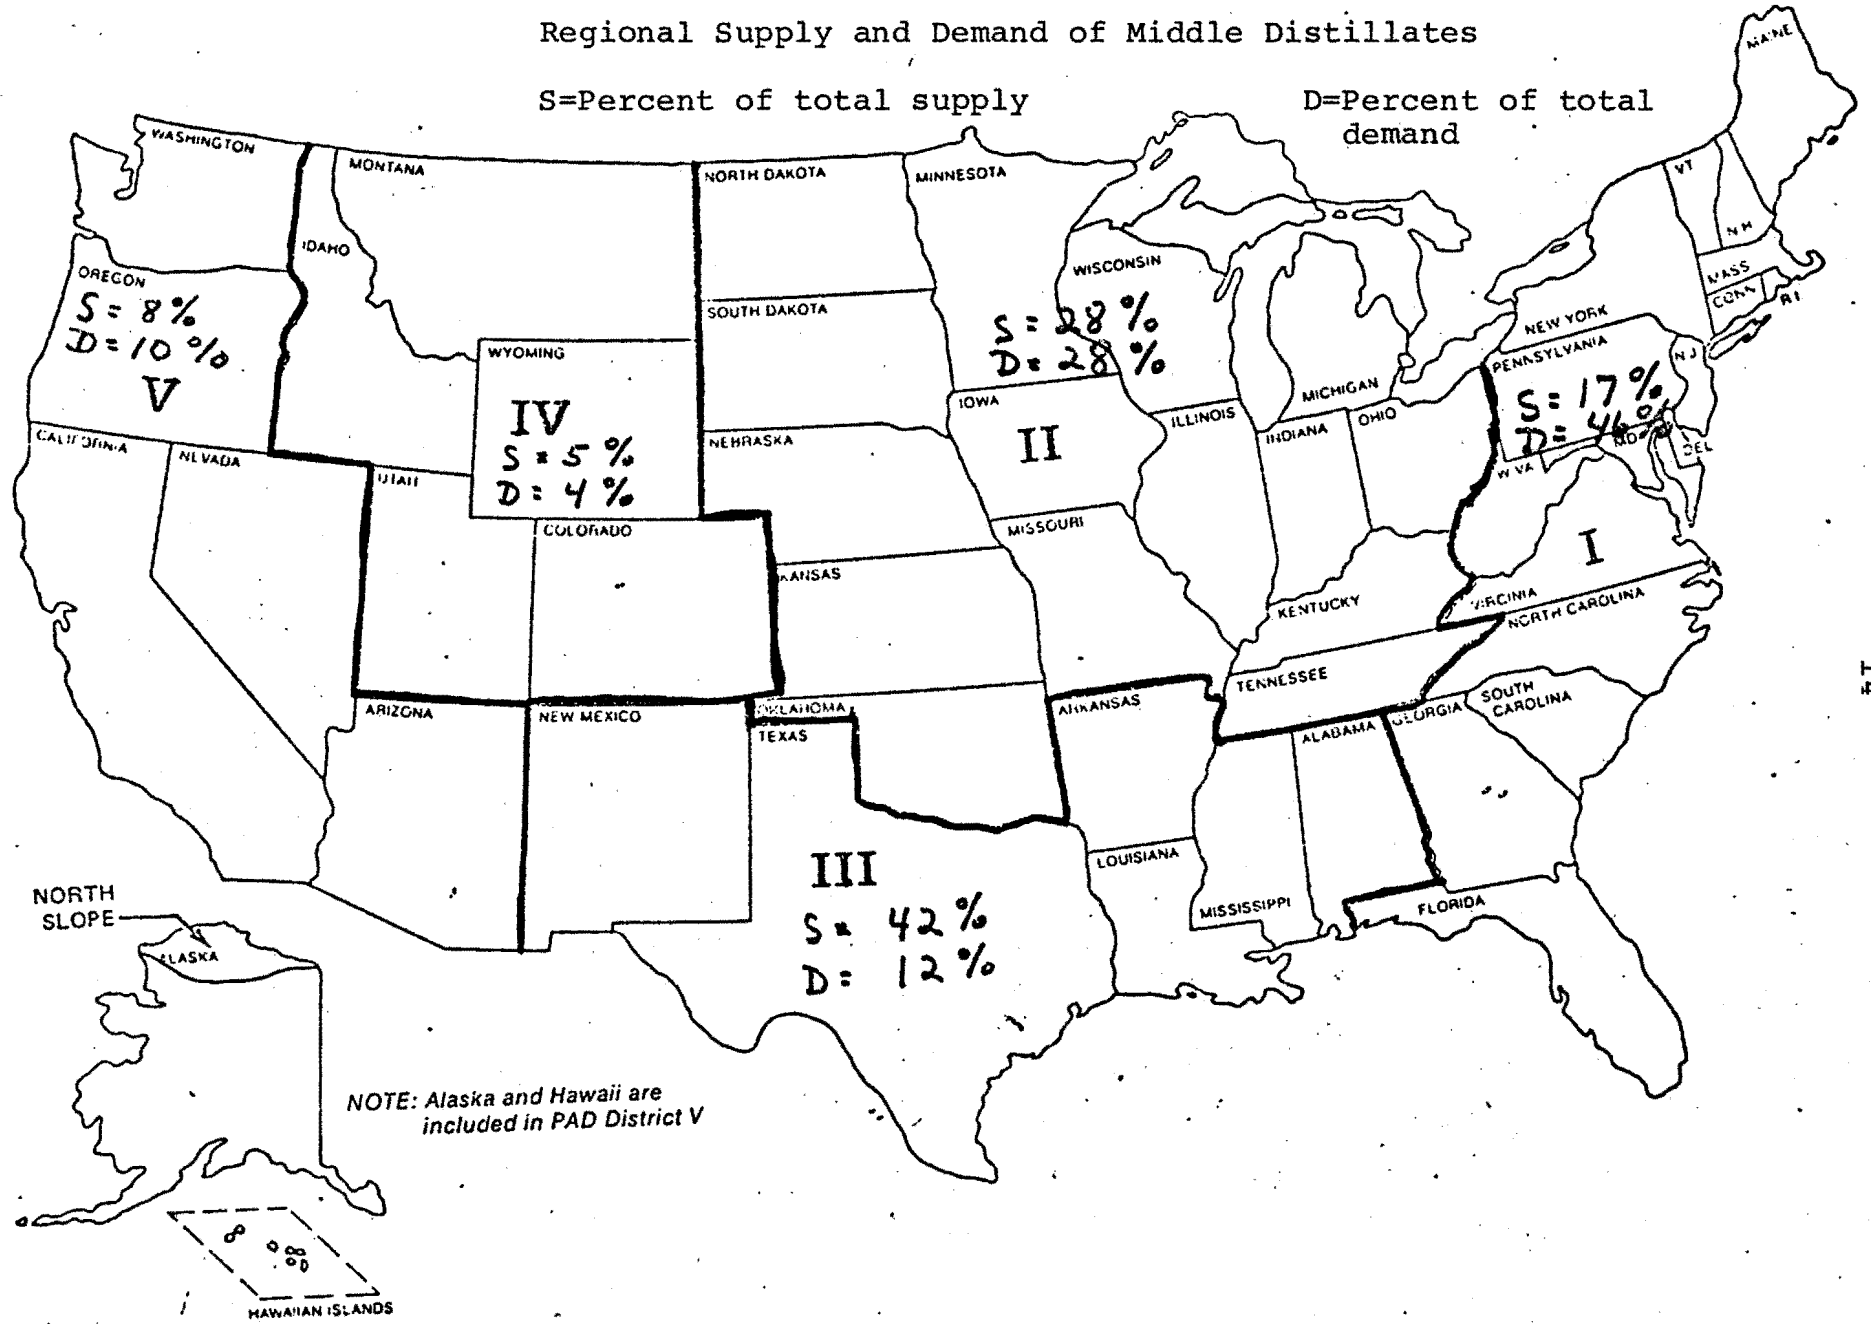 Regional Supply and Demand of Middle Distillates
S=Percent of total supply
D=Percent of total
demand
MAINE
WASHINGTON
MONTANA
NORTH DAKOTA
MINNESOTA
VT
NH
IDAHO
WISCONSIN
MASS
CONN
RI
OREGON
S= 8%
D=10%
V
SOUTH DAKOTA
S= 28%
D= 28%
NEW YORK
PENNSYLVANIA
NJ
WYOMING
IV
S= 5%
D= 4%
MICHIGAN
S= 17%
IOWA
II
ILLINOIS
INDIANA
OHIO
MD
DEL
W VA
CALIFORNIA
NEVADA
UTAH
NEBRASKA
COLORADO
MISSOURI
KANSAS
I
KENTUCKY
VIRGINIA
NORTH CAROLINA
TENNESSEE
SOUTH
CAROLINA
ARIZONA
NEW MEXICO
OKLAHOMA
TEXAS
ARKANSAS
ALABAMA
GEORGIA
III
S= 42%
D= 12%
LOUISIANA
MISSISSIPPI
FLORIDA
NORTH
SLOPE
ALASKA
NOTE: Alaska and Hawaii are
included in PAD District V
HAWAIIAN ISLANDS